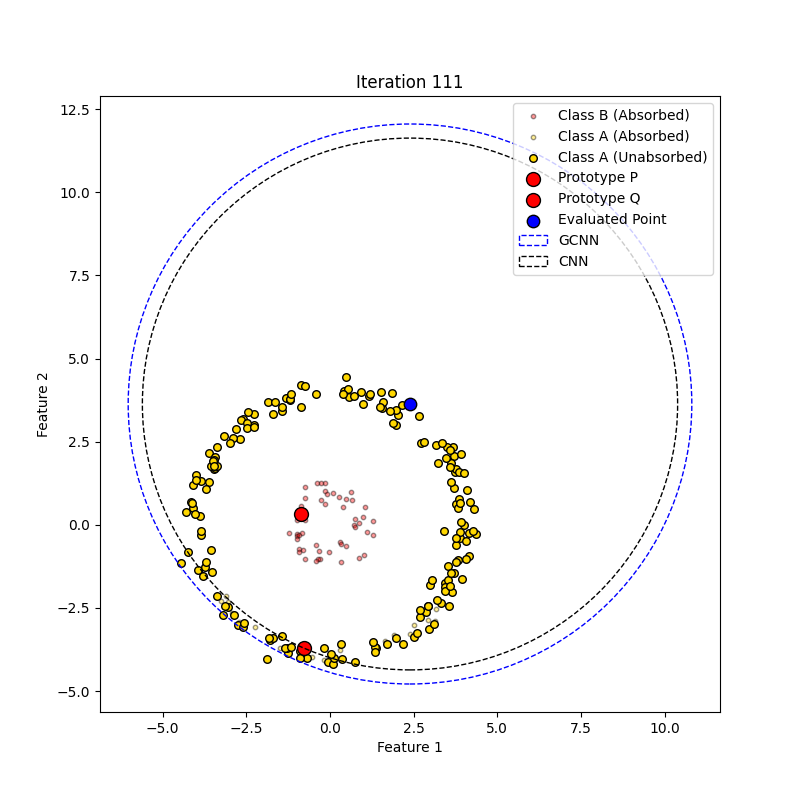 Iteration 111
Class B (Absorbed)
Class A (Absorbed)
Class A (Unabsorbed)
Prototype P
Prototype Q
Evaluated Point
GCNN
CNN
12.5
10.0
7.5
5.0
2.5
0.0
−2.5
−5.0
Feature 2
−5.0 −2.5 0.0 2.5 5.0 7.5 10.0
Feature 1